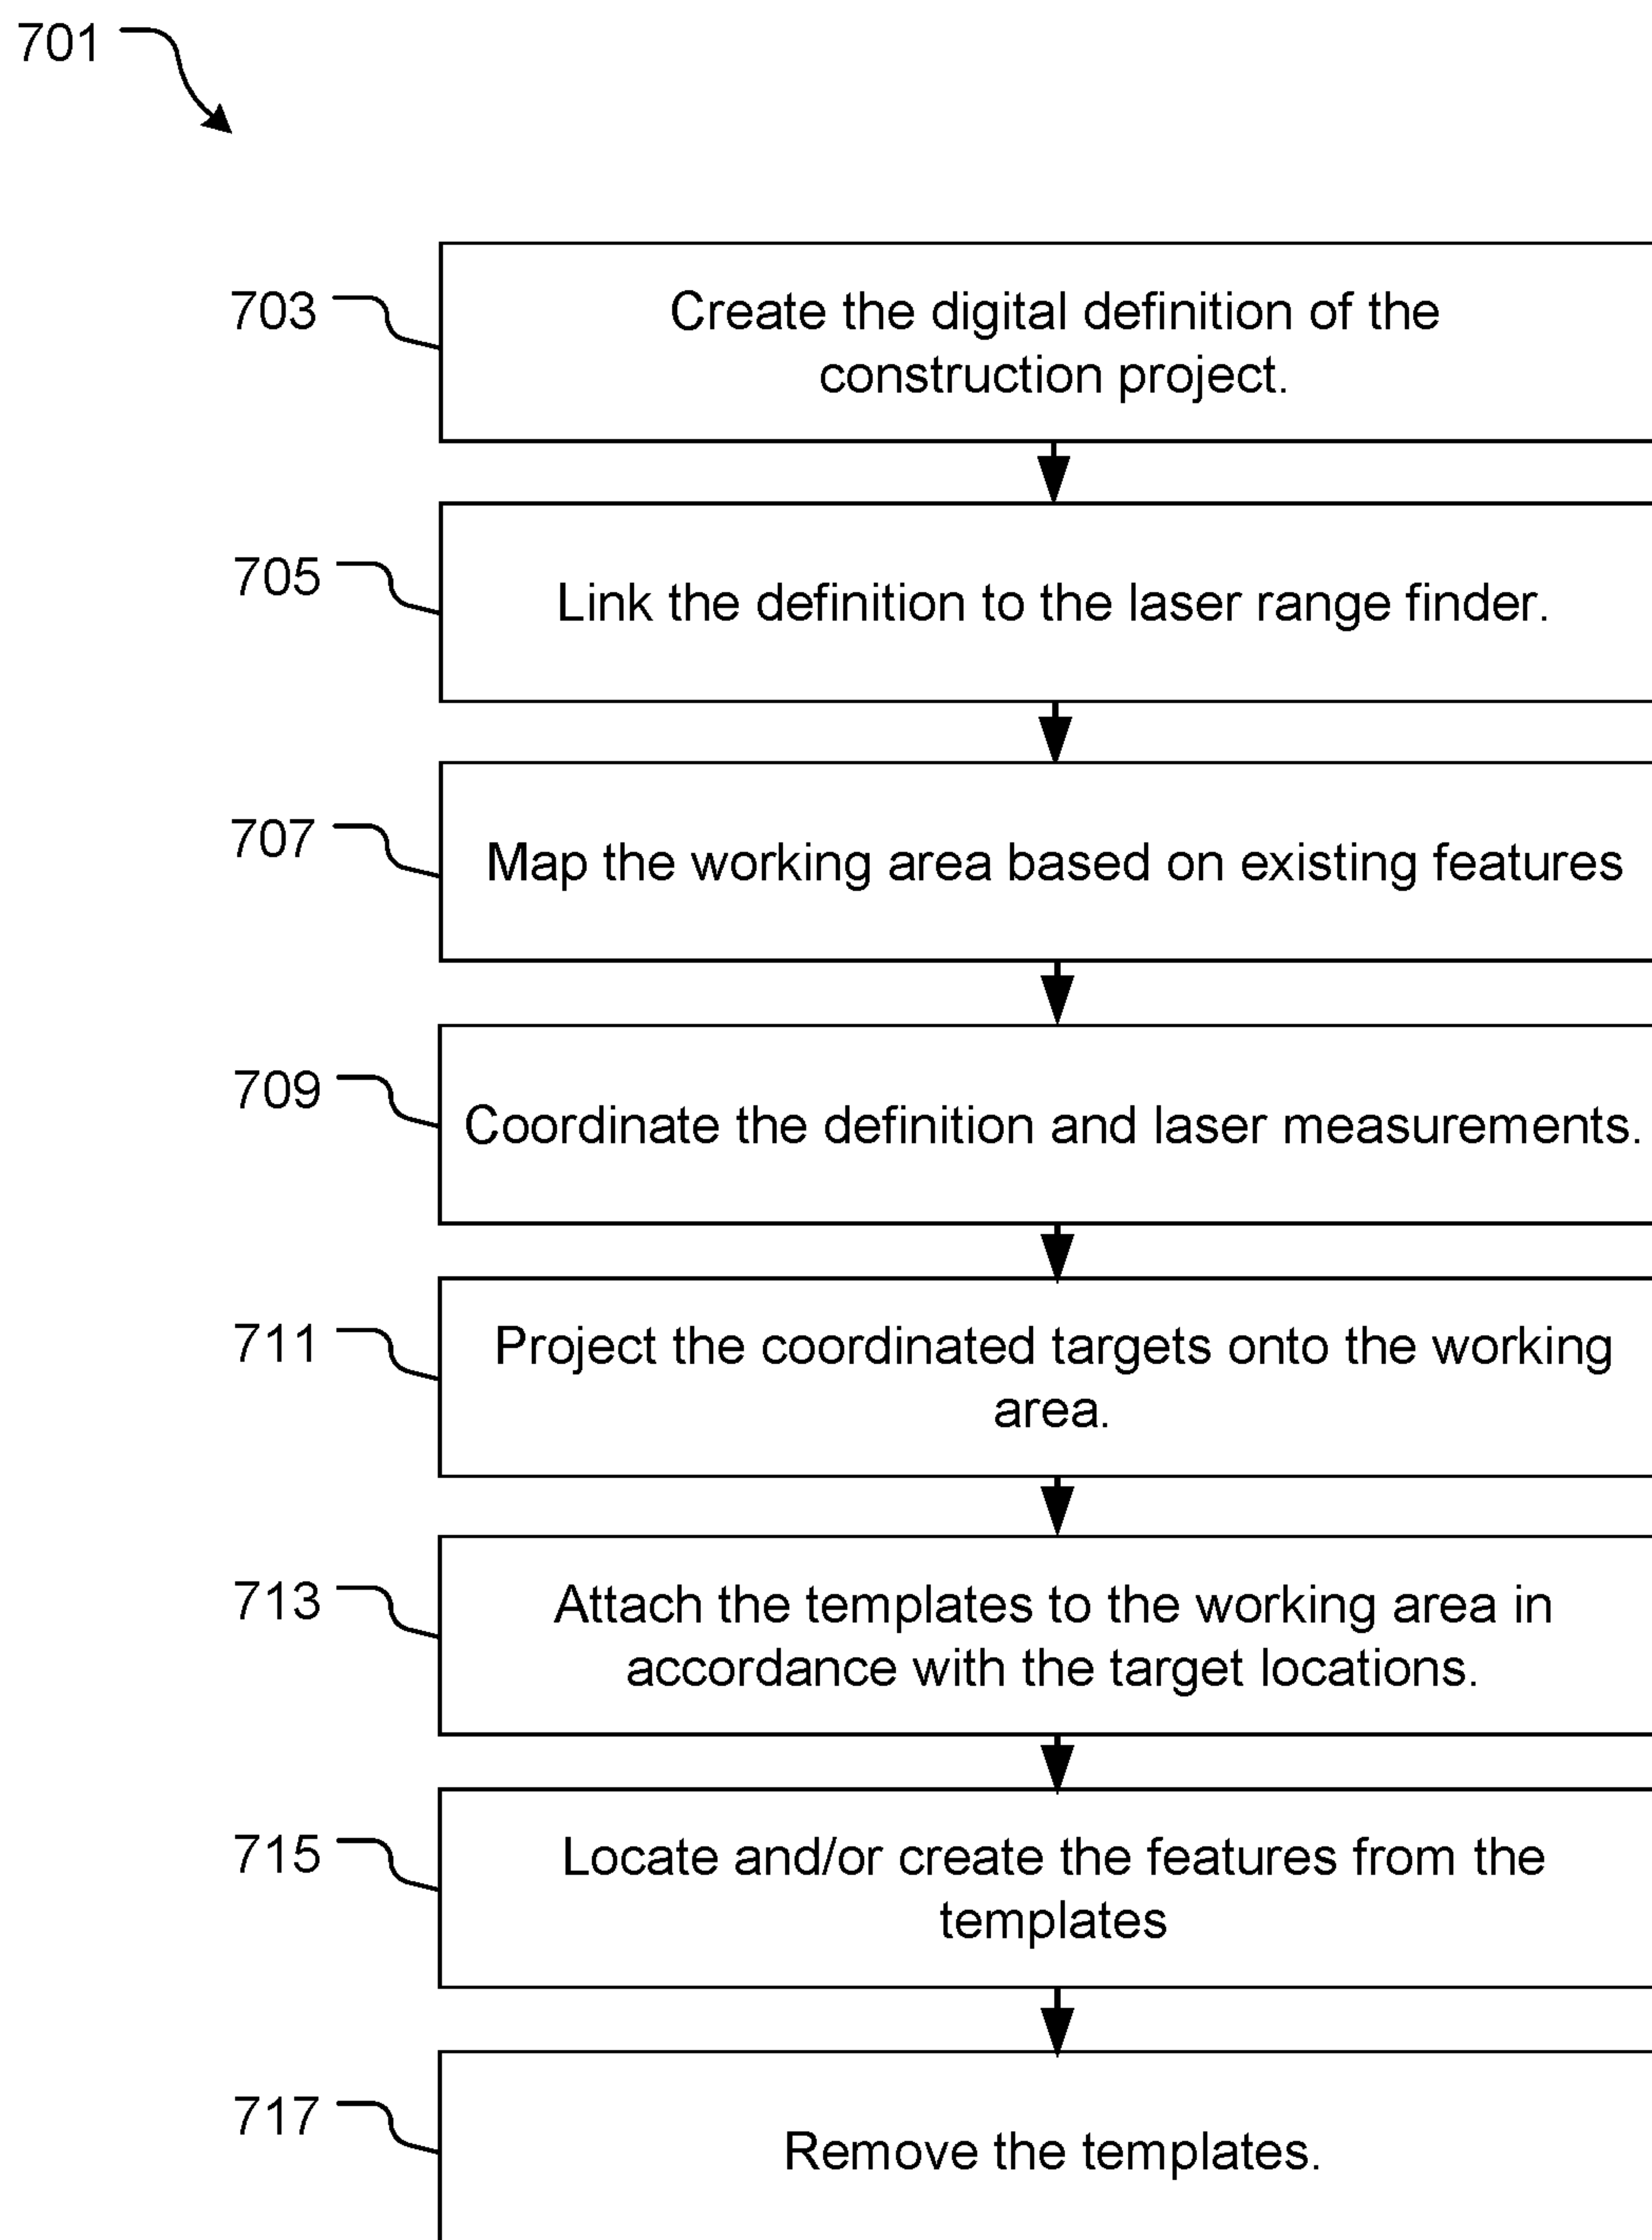 701
703
Create the digital definition of the
construction project.
705
Link the definition to the laser range finder.
707
Map the working area based on existing features
709
Coordinate the definition and laser measurements.
711
Project the coordinated targets onto the working
area.
713
Attach the templates to the working area in
accordance with the target locations.
715
Locate and/or create the features from the
templates
717
Remove the templates.